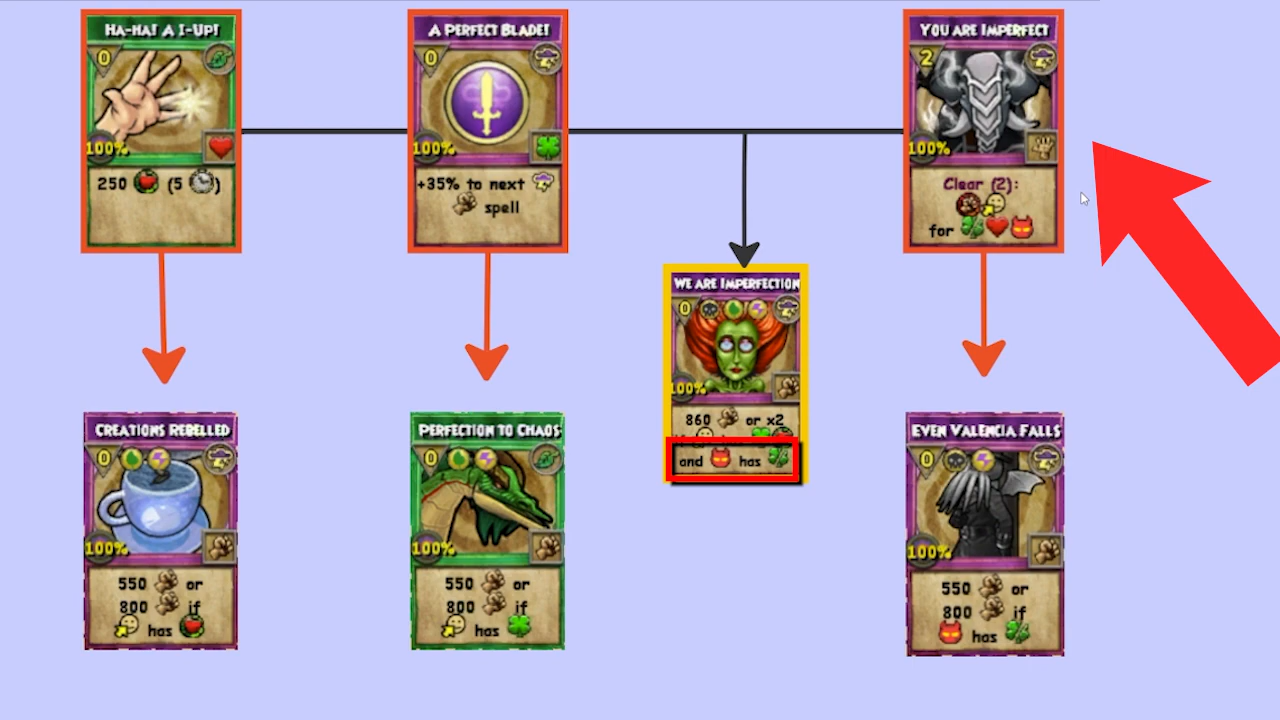 HA-HA! A 1-UP!
0
100%
250 (5 )
A PERFECT BLADE!
0
100%
+35% to next
spell
YOU ARE IMPERFECT
2
100%
Clear (2):
for
WE ARE IMPERFECTION
0
100%
860 or x2
and has
CREATIONS REBELLED
0
100%
550 or
800 if
has
PERFECTION TO CHAOS
0
100%
550 or
800 if
has
EVEN VALENCIA FALLS
0
100%
550 or
800 if
has